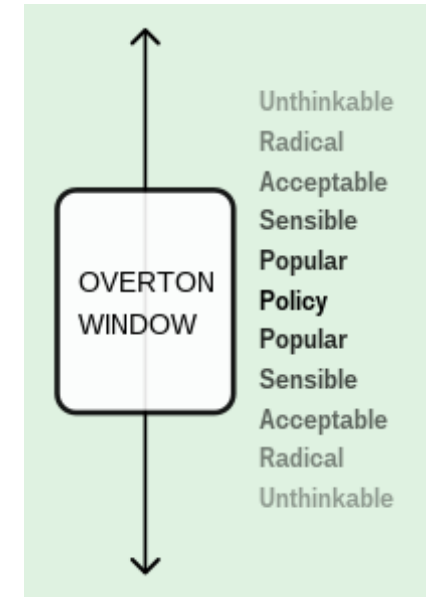 Unthinkable
Radical
Acceptable
Sensible
Popular
OVERTON
WINDOW
Policy
Popular
Sensible
Acceptable
Radical
Unthinkable